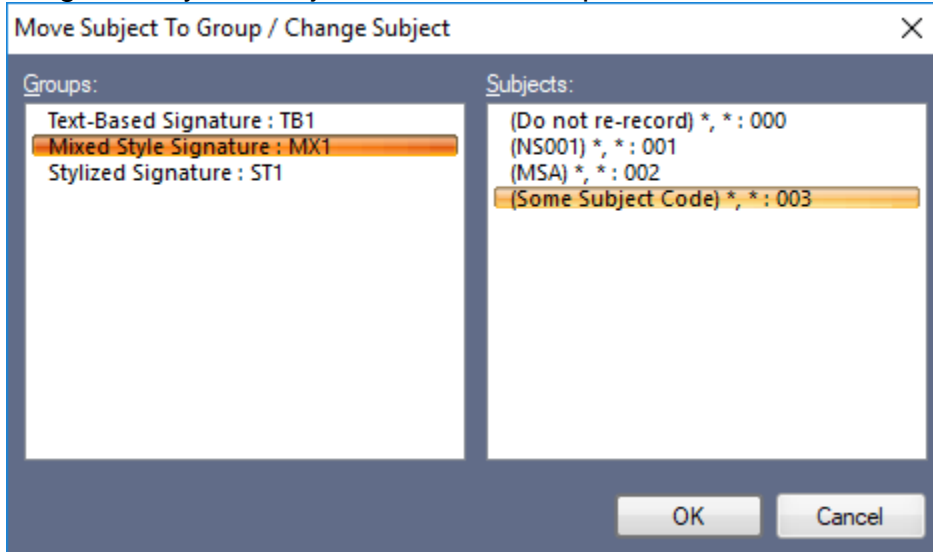 Move Subject To Group / Change Subject
Groups:
Text-Based Signature : TB1
Mixed Style Signature : MX1
Stylized Signature : ST1
Subjects:
(Do not re-record) *, * : 000
(NS001) *, * : 001
(MSA) *, * : 002
(Some Subject Code) *, * : 003
OK
Cancel